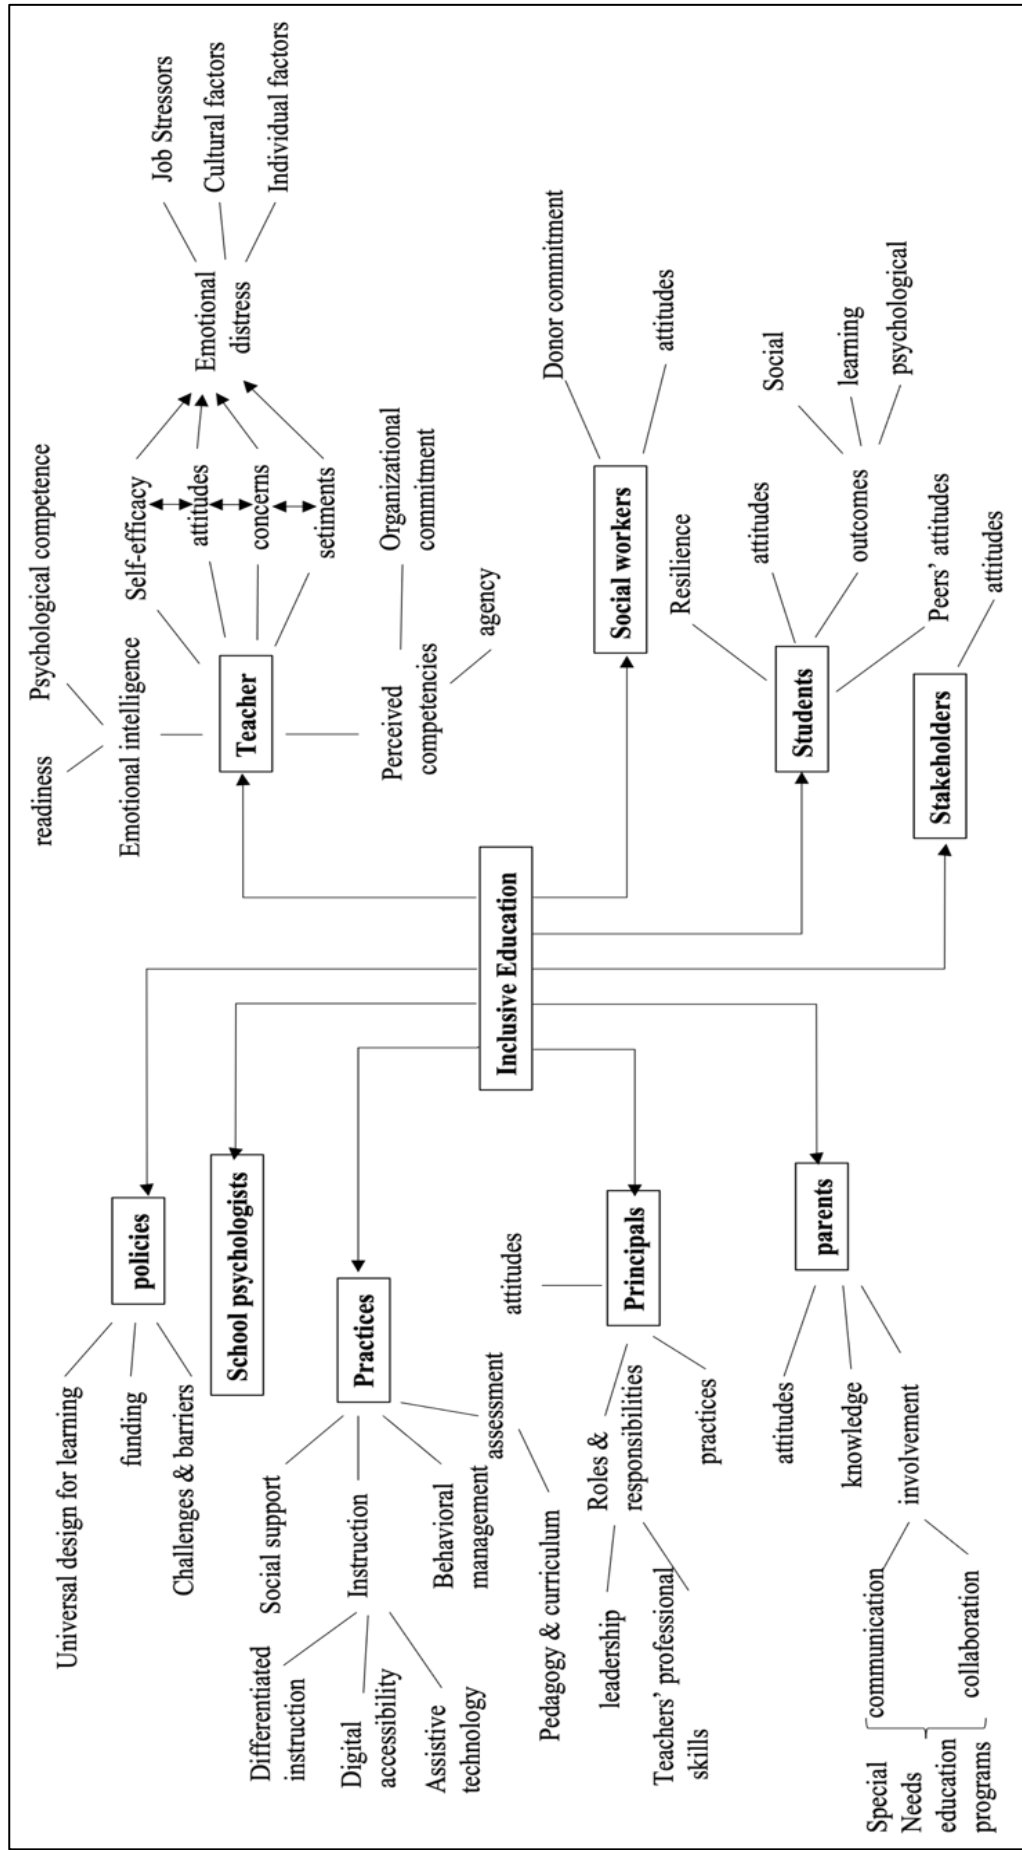 Universal design for learning
funding
Challenges & barriers
policies
School psychologists
Social support
Differentiated
instruction
Instruction
Digital
accessibility
Assistive
technology
Practices
Behavioral
management
assessment
Pedagogy & curriculum
attitudes
Principals
Roles &
responsibilities
leadership
Teachers' professional
skills
practices
parents
attitudes
knowledge
involvement
communication
collaboration
Special
Needs
education
programs
Inclusive Education
readiness
Psychological competence
Emotional intelligence
Self-efficacy
Teacher
attitudes
concerns
setiments
Emotional
distress
Job Stressors
Cultural factors
Individual factors
Perceived
competencies
Organizational
commitment
agency
Social workers
Donor commitment
attitudes
Students
Resilience
attitudes
outcomes
Social
learning
psychological
Peers' attitudes
Stakeholders
attitudes